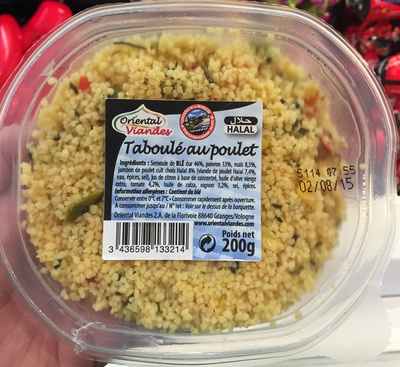 Oriental
Viandes
حلال
HALAL
Taboulé au poulet
Ingrédients : Semoule de BLÉ dur 46%, poivron 13%, maïs 8,5%,
jambon de poulet cuit choix Halal 8% (viande de poulet Halal 7,4%,
eau, épices, sel), jus de citron à base de concentré, huile d'olive vierge
extra, tomate 4,2%, huile de colza, oignon 1,2%, sel, épices.
Information allergènes : Contient du blé
Conserver entre 0°C et 7°C • Consommer rapidement après ouverture.
A consommer jusqu'au / N° lot : Voir sur le dessus de la barquette.
Oriental Viandes Z.A. de la Florivoie 88640 Granges/Vologne
www.orientalviandes.com
Poids net
200g
3 436598 133214
S114 07:55
02/08/15